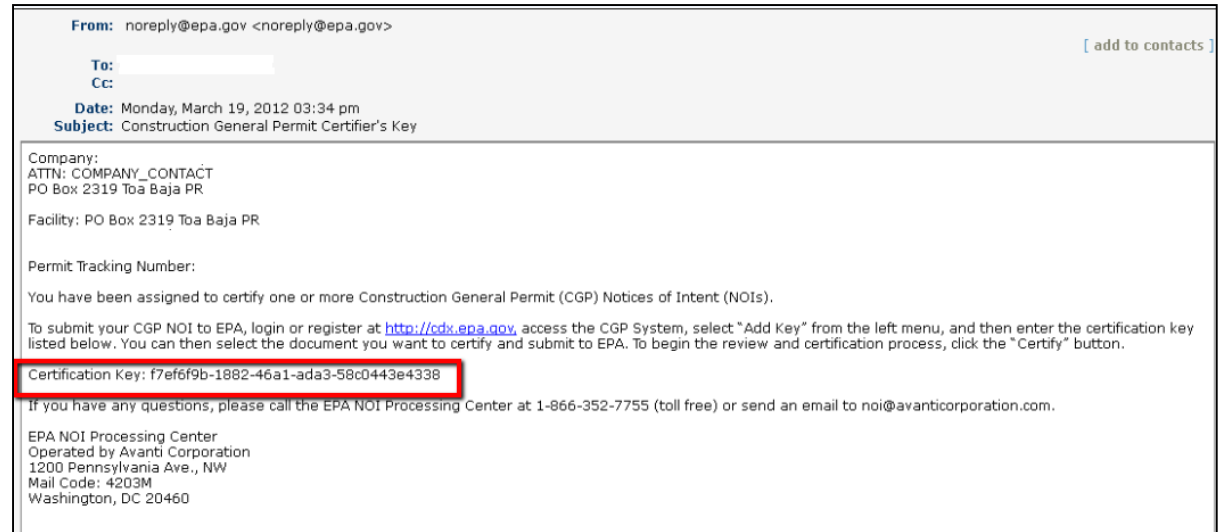 From: noreply@epa.gov <noreply@epa.gov>
[ add to contacts ]
To:
Cc:
Date: Monday, March 19, 2012 03:34 pm
Subject: Construction General Permit Certifier's Key
Company:
ATTN: COMPANY_CONTACT
PO Box 2319 Toa Baja PR
Facility: PO Box 2319 Toa Baja PR
Permit Tracking Number:
You have been assigned to certify one or more Construction General Permit (CGP) Notices of Intent (NOIs).
To submit your CGP NOI to EPA, login or register at http://cdx.epa.gov, access the CGP System, select "Add Key" from the left menu, and then enter the certification key
listed below. You can then select the document you want to certify and submit to EPA. To begin the review and certification process, click the "Certify" button.
Certification Key: f7ef6f9b-1882-46a1-ada3-58c0443e4338
If you have any questions, please call the EPA NOI Processing Center at 1-866-352-7755 (toll free) or send an email to noi@avanticorporation.com.
EPA NOI Processing Center
Operated by Avanti Corporation
1200 Pennsylvania Ave., NW
Mail Code: 4203M
Washington, DC 20460